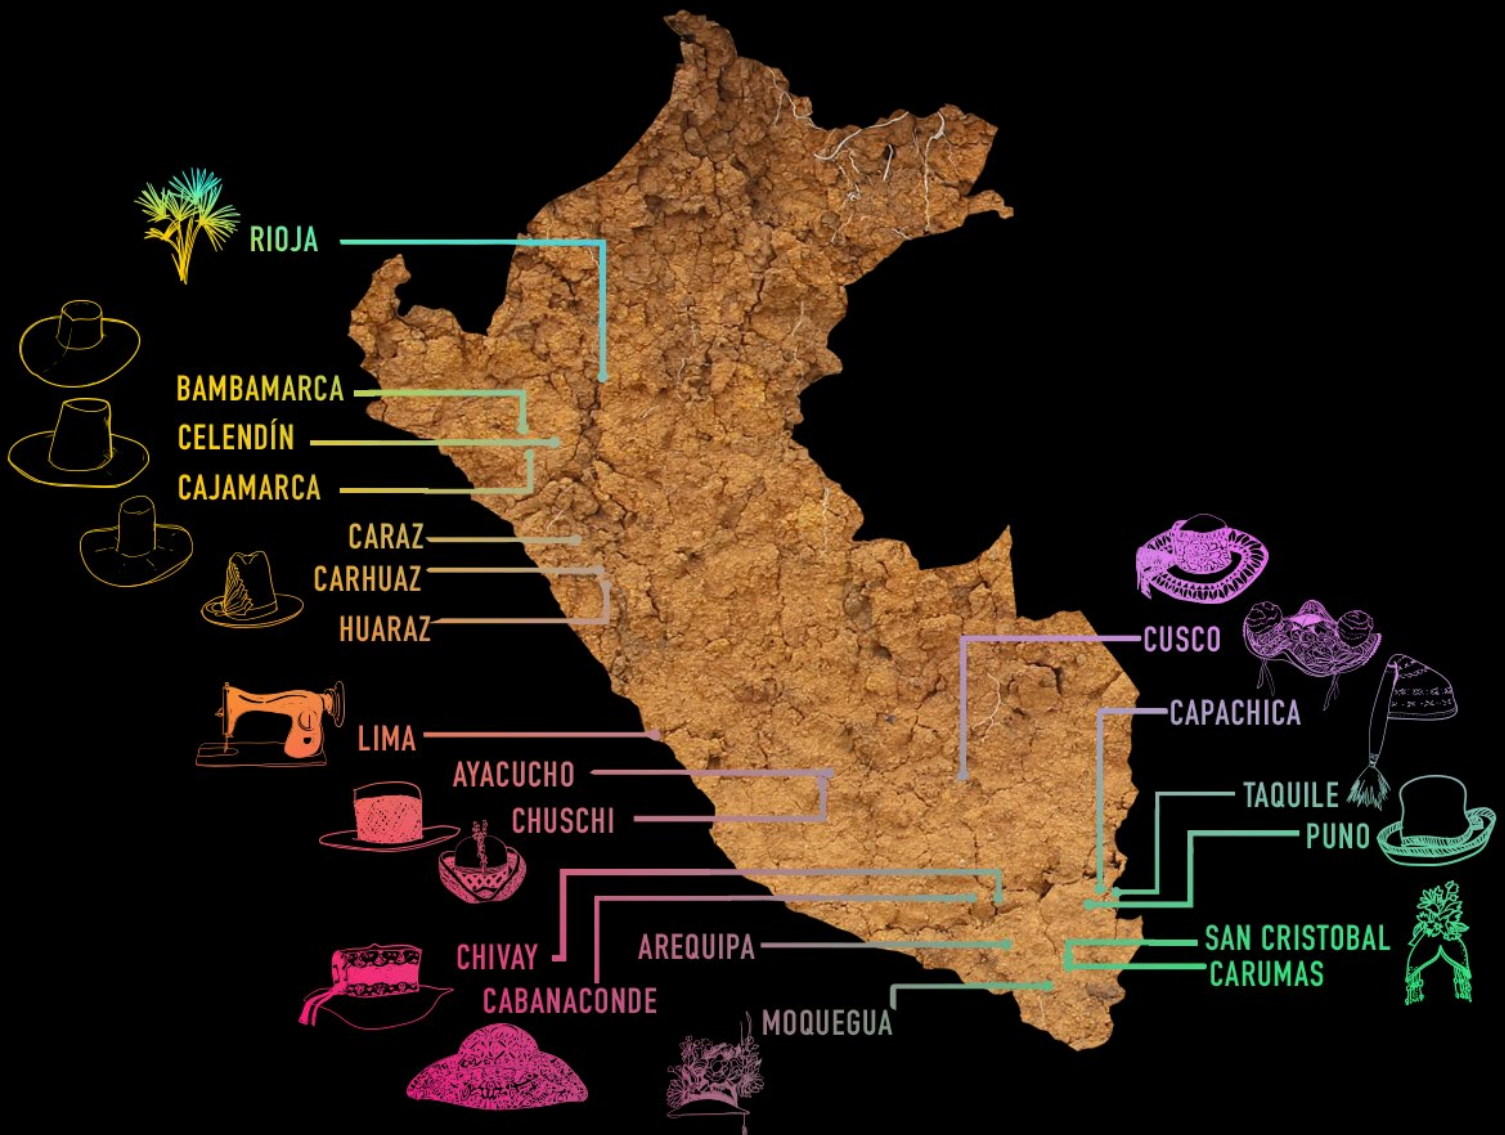 RIOJA
BAMBAMARCA
CELENDÍN
CAJAMARCA
CARAZ
CARHUAZ
HUARAZ
LIMA
AYACUCHO
CHUSCHI
CHIVAY
CABANACONDE
AREQUIPA
MOQUEGUA
CUSCO
CAPACHICA
TAQUILE
PUNO
SAN CRISTOBAL
CARUMAS